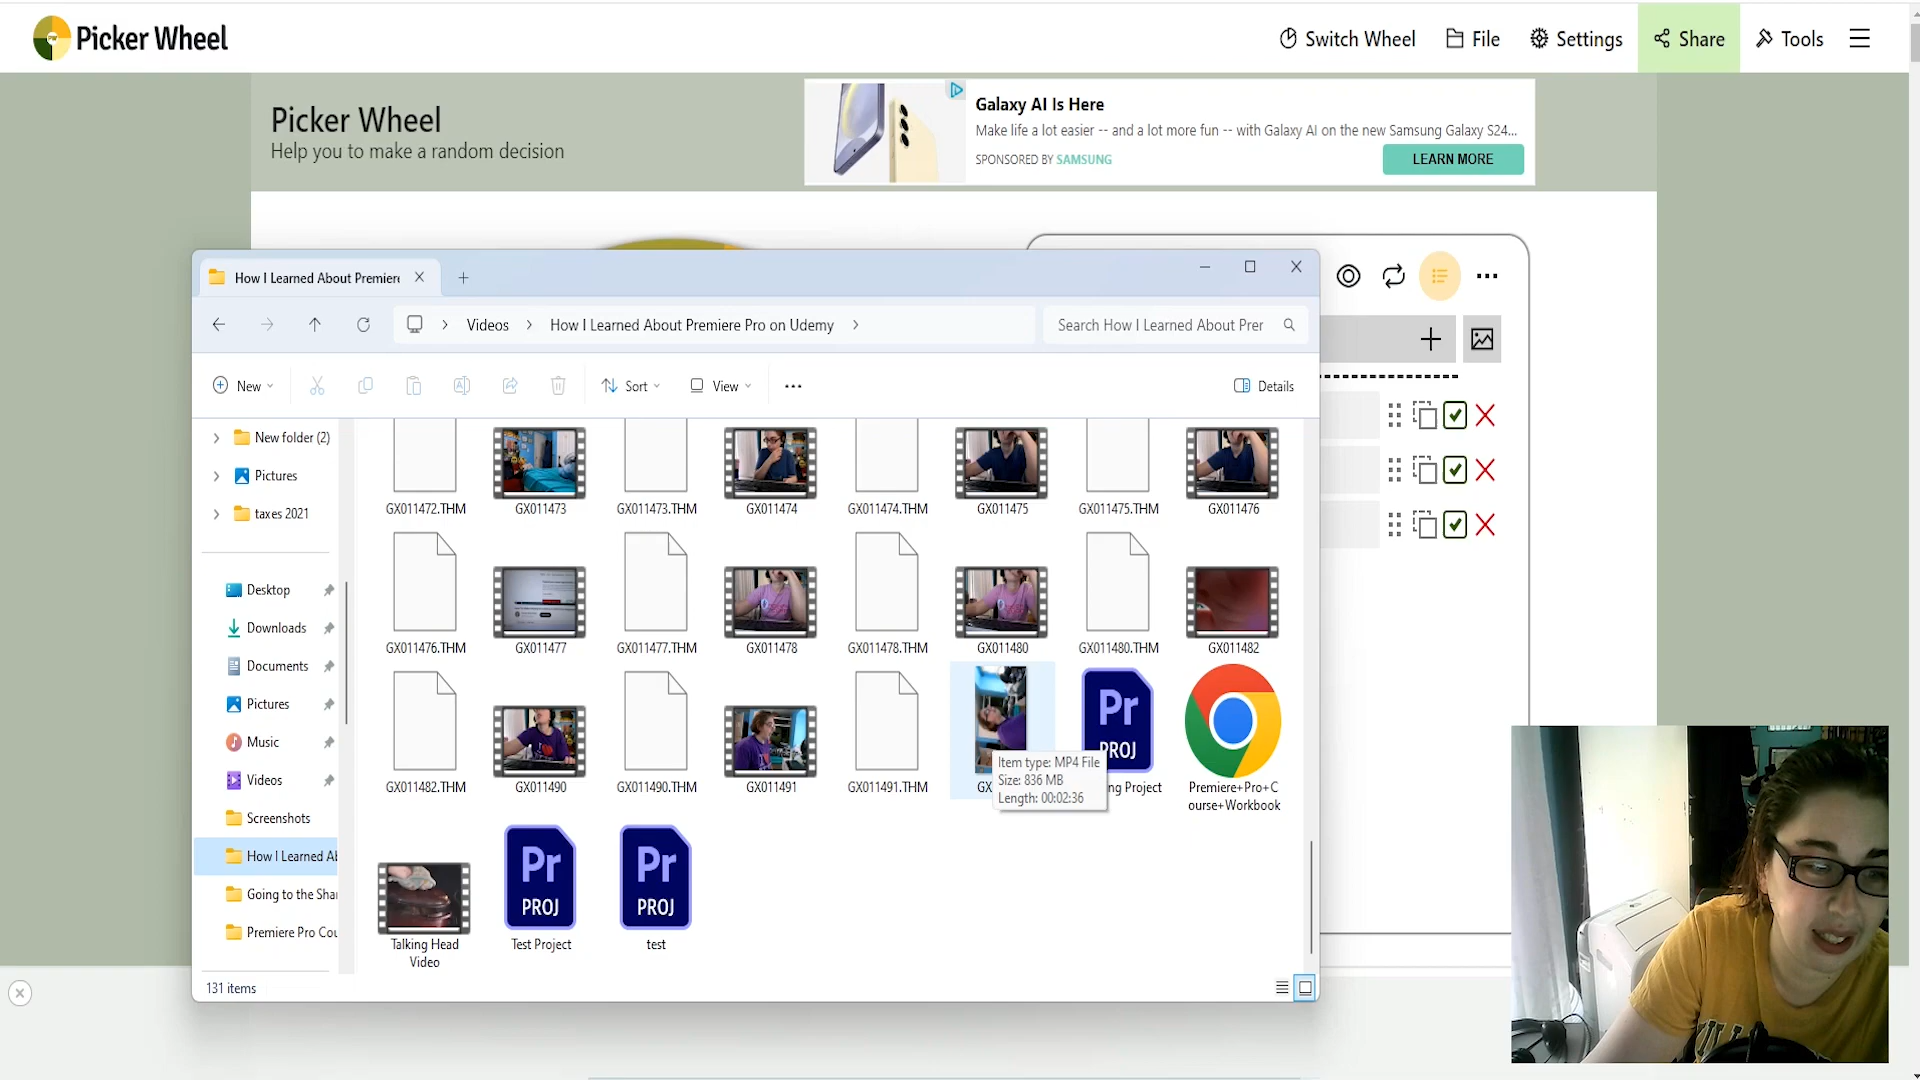 Picker Wheel
Switch Wheel
File
Settings
Share
Tools
Picker Wheel
Help you to make a random decision
Galaxy AI Is Here
Make life a lot easier -- and a lot more fun -- with Galaxy AI on the new Samsung Galaxy S24...
SPONSORED BY SAMSUNG
LEARN MORE
How I Learned About Premiere
Videos
How I Learned About Premiere Pro on Udemy
Search How I Learned About Prer
New
Sort
View
Details
New folder (2)
Pictures
taxes 2021
Desktop
Downloads
Documents
Pictures
Music
Videos
Screenshots
How I Learned Ab
Going to the Shar
Premiere Pro Cou
GX011472.THM
GX011473
GX011473.THM
GX011474
GX011474.THM
GX011475
GX011475.THM
GX011476
GX011476.THM
GX011477
GX011477.THM
GX011478
GX011478.THM
GX011480
GX011480.THM
GX011482
GX011482.THM
GX011490
GX011490.THM
GX011491
GX011491.THM
GX
Item type: MP4 File
Size: 836 MB
Length: 00:02:36
Pr
PROJ
ng Project
Premiere+Pro+C
ourse+Workbook
Talking Head
Video
Pr
PROJ
Test Project
Pr
PROJ
test
131 items